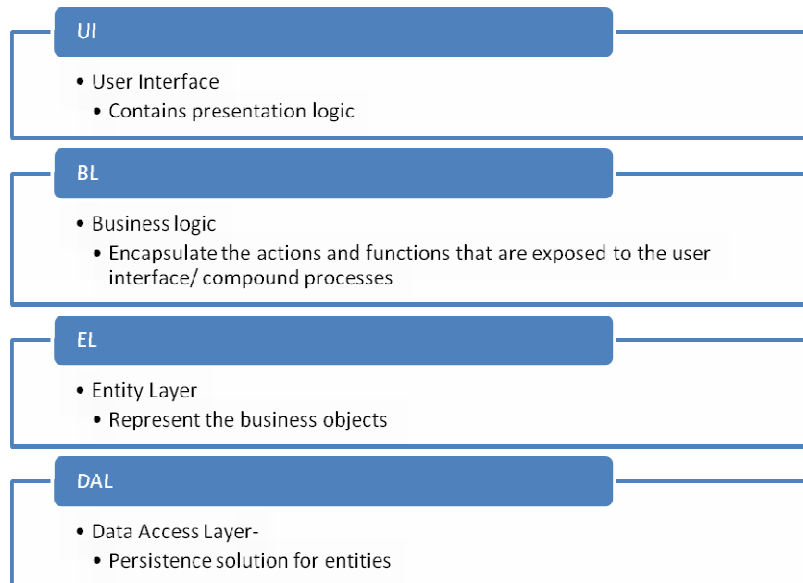 UI
• User Interface
• Contains presentation logic
BL
• Business logic
• Encapsulate the actions and functions that are exposed to the user
interface/ compound processes
EL
• Entity Layer
• Represent the business objects
DAL
• Data Access Layer-
• Persistence solution for entities